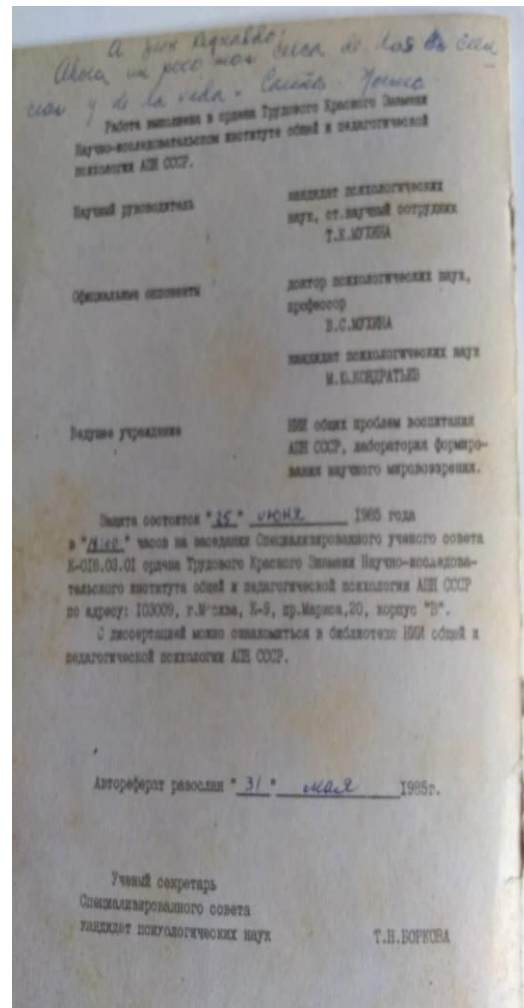 A
Ahora, un poco más cerca de las cien
cias y de la vida.
Работа выполнена в ордена Трудового Красного Знамени
Научно-исследовательском институте общей и педагогической
психологии АПН СССР.
Научный руководитель
кандидат психологических
наук, ст.научный сотрудник
Т.К.МУХИНА
Официальные оппоненты
доктор психологических наук,
профессор
В.С.МУХИНА
кандидат психологических наук
М.Ю.КОНДРАТЬЕВ
Ведущее учреждение
НИИ общих проблем воспитания
АПН СССР, лаборатория формиро-
вания научного мировоззрения.
Защита состоится "25" июня 1985 года
в " " часов на заседании Специализированного ученого совета
К-018.03.01 ордена Трудового Красного Знамени Научно-исследова-
тельского института общей и педагогической психологии АПН СССР
по адресу: 103009, г.Москва, К-9, пр.Маркса,20, корпус "В".
С диссертацией можно ознакомиться в библиотеке НИИ общей и
педагогической психологии АПН СССР.
Автореферат разослан "31" мая 1985г.
Ученый секретарь
Специализированного совета
кандидат психологических наук
Т.Н.БОРКОВА